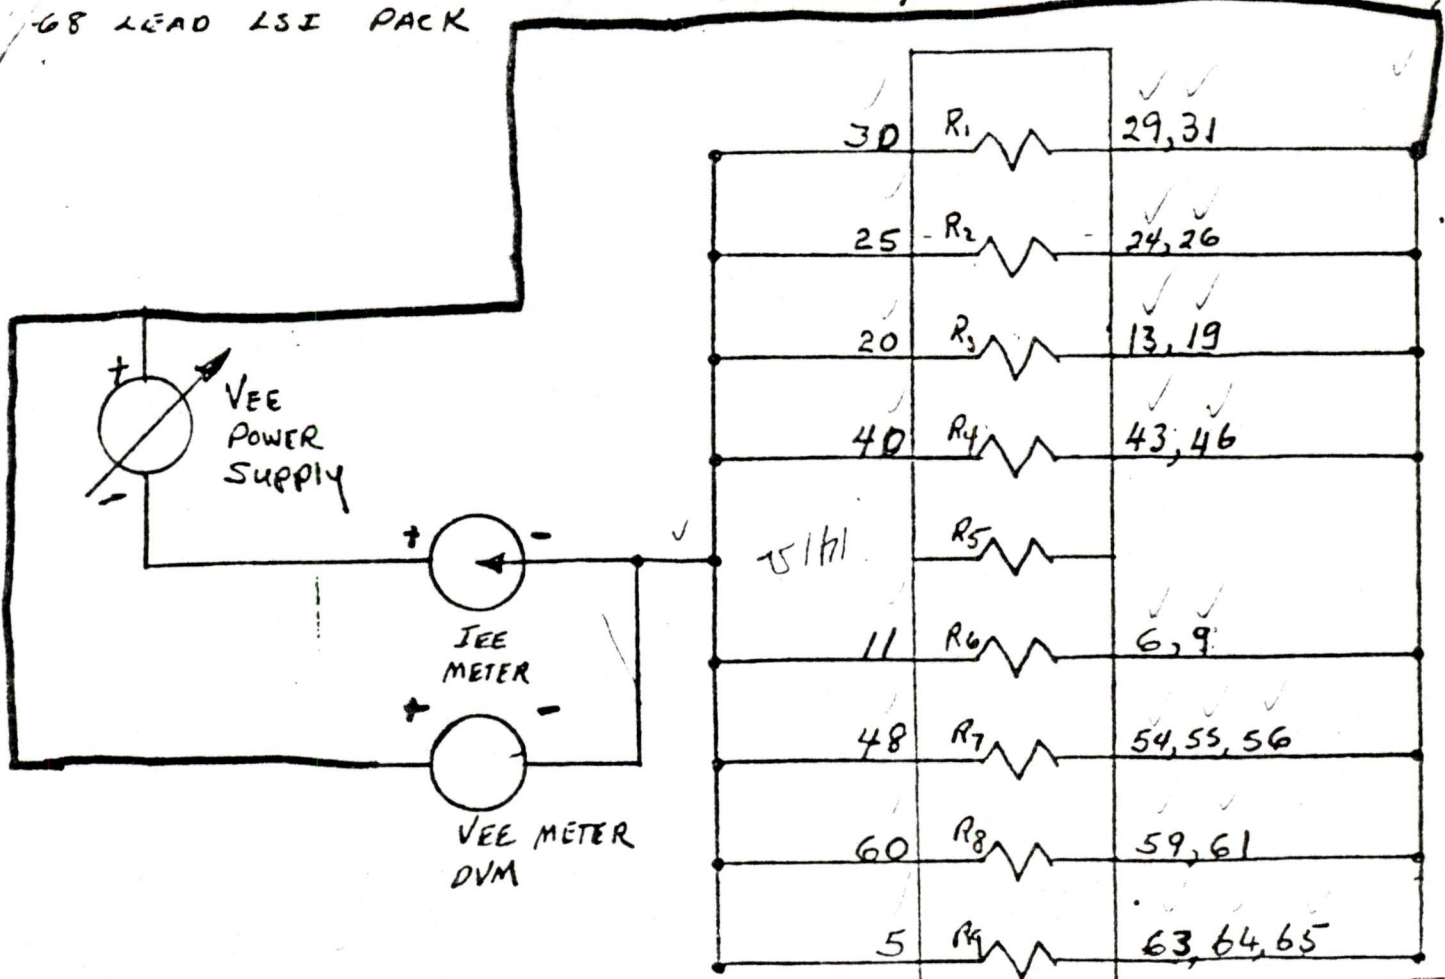 68 LEAD LSI PACK
30 R1 29, 31
25 R2 24, 26
20 R3 13, 19
40 R4 43, 46
R5
11 R6 6, 9
48 R7 54, 55, 56
60 R8 59, 61
5 R9 63, 64, 65
+
VEE
POWER
SUPPLY
-
+ -
IEE
METER
+ -
VEE METER
DVM